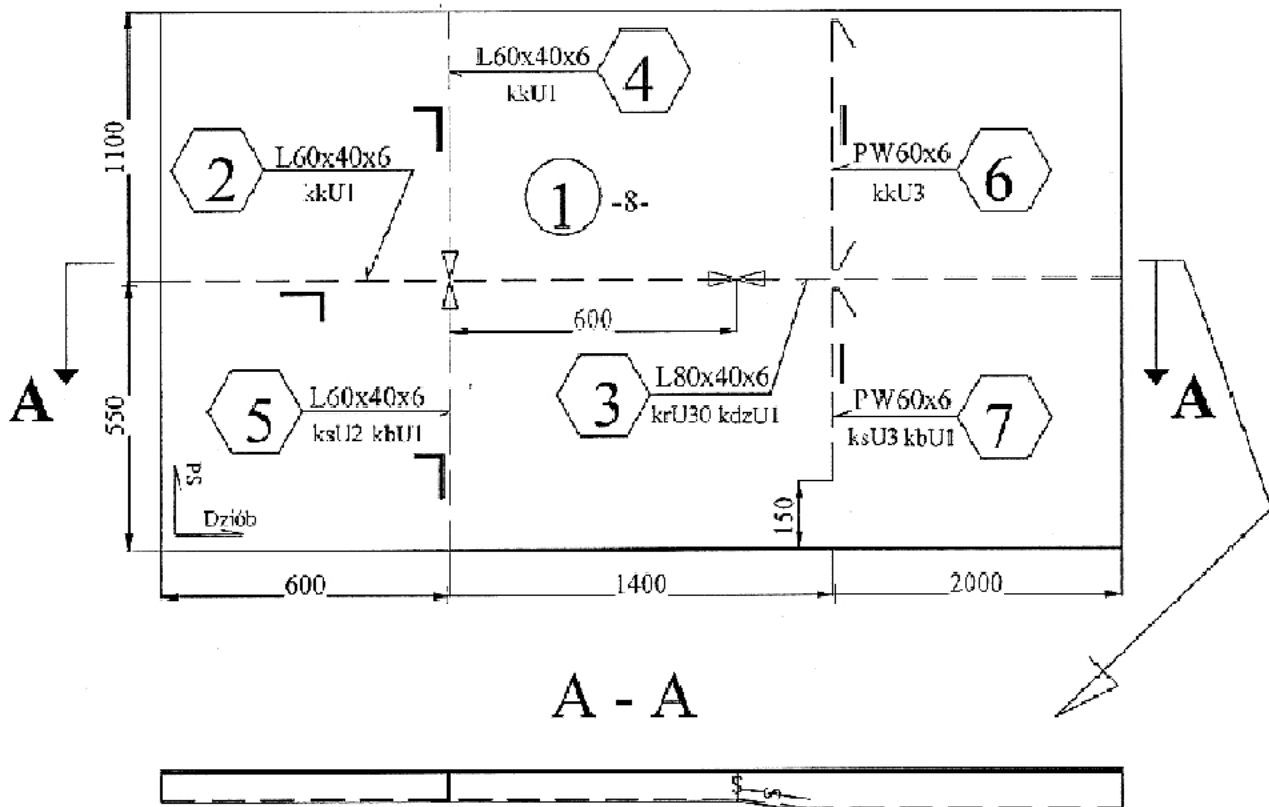 1100
L60x40x6
kkU1
4
2
L60x40x6
kkU1
1
-8-
PW60x6
kkU3
6
A
A
600
550
5
L60x40x6
ksU2 kbU1
3
L80x40x6
krU30 kdzU1
PW60x6
ksU3 kbU1
7
PS
Dziób
150
600
1400
2000
A - A